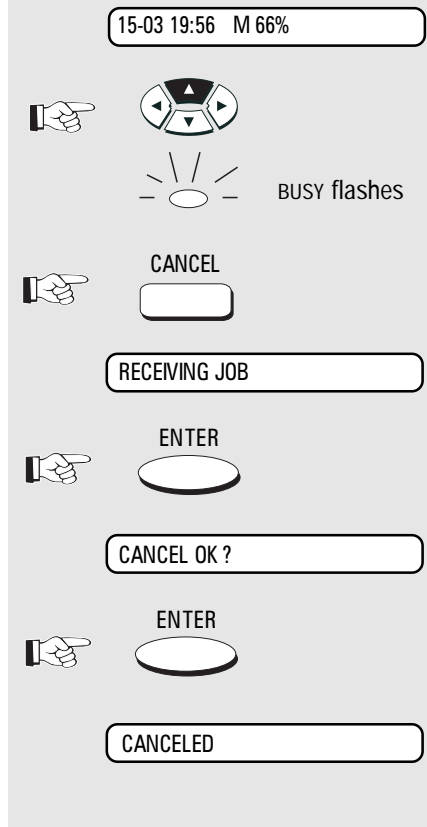 15-03 19:56 M 66%
BUSY flashes
CANCEL
RECEIVING JOB
ENTER
CANCEL OK ?
ENTER
CANCELED